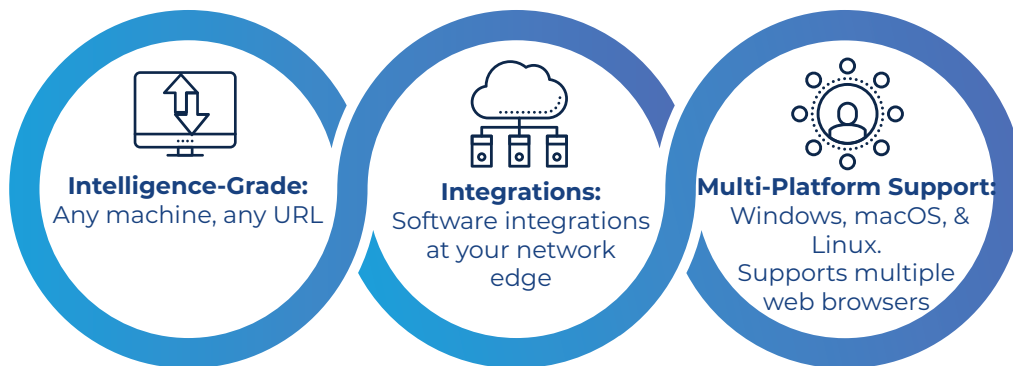 Intelligence-Grade:
Any machine, any URL
Integrations:
Software integrations
at your network
edge
Multi-Platform Support:
Windows, macOS, &
Linux.
Supports multiple
web browsers